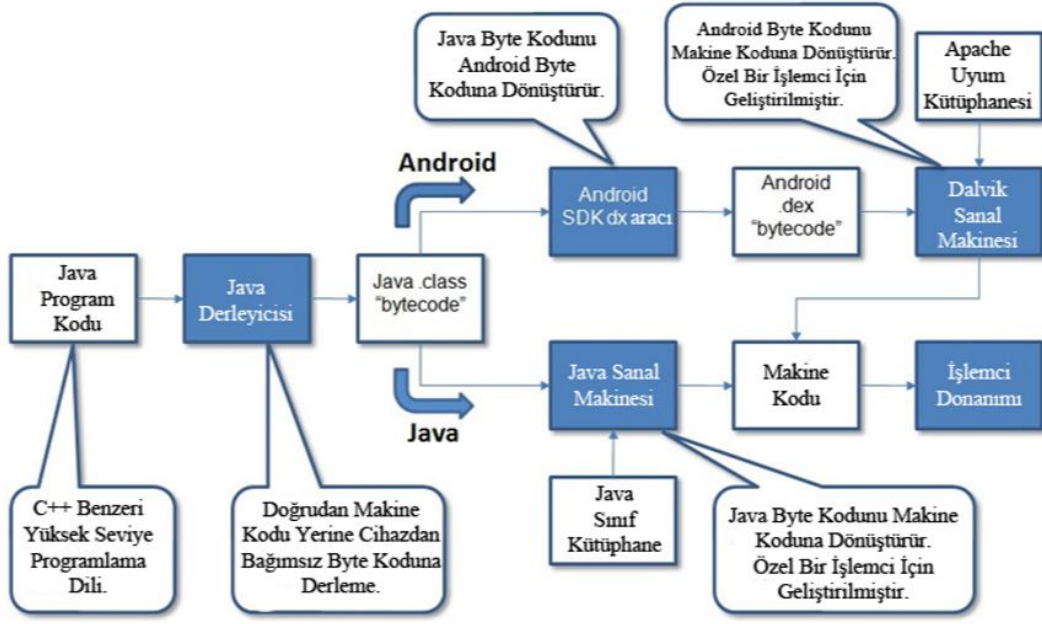 Java Byte Kodunu
Android Byte
Koduna Dönüştürür.
Android Byte Kodunu
Makine Koduna Dönüştürür.
Özel Bir İşlemci İçin
Geliştirilmiştir.
Apache
Uyum
Kütüphanesi
Android
Android
SDK dx aracı
Android
.dex
“bytecode”
Dalvik
Sanal
Makinesi
Java
Program
Kodu
Java
Derleyicisi
Java .class
“bytecode”
Java Sanal
Makinesi
Makine
Kodu
İşlemci
Donanımı
Java
C++ Benzeri
Yüksek Seviye
Programlama
Dili.
Doğrudan Makine
Kodu Yerine Cihazdan
Bağımsız Byte Koduna
Derleme.
Java
Sınıf
Kütüphane
Java Byte Kodunu Makine
Koduna Dönüştürür.
Özel Bir İşlemci İçin
Geliştirilmiştir.